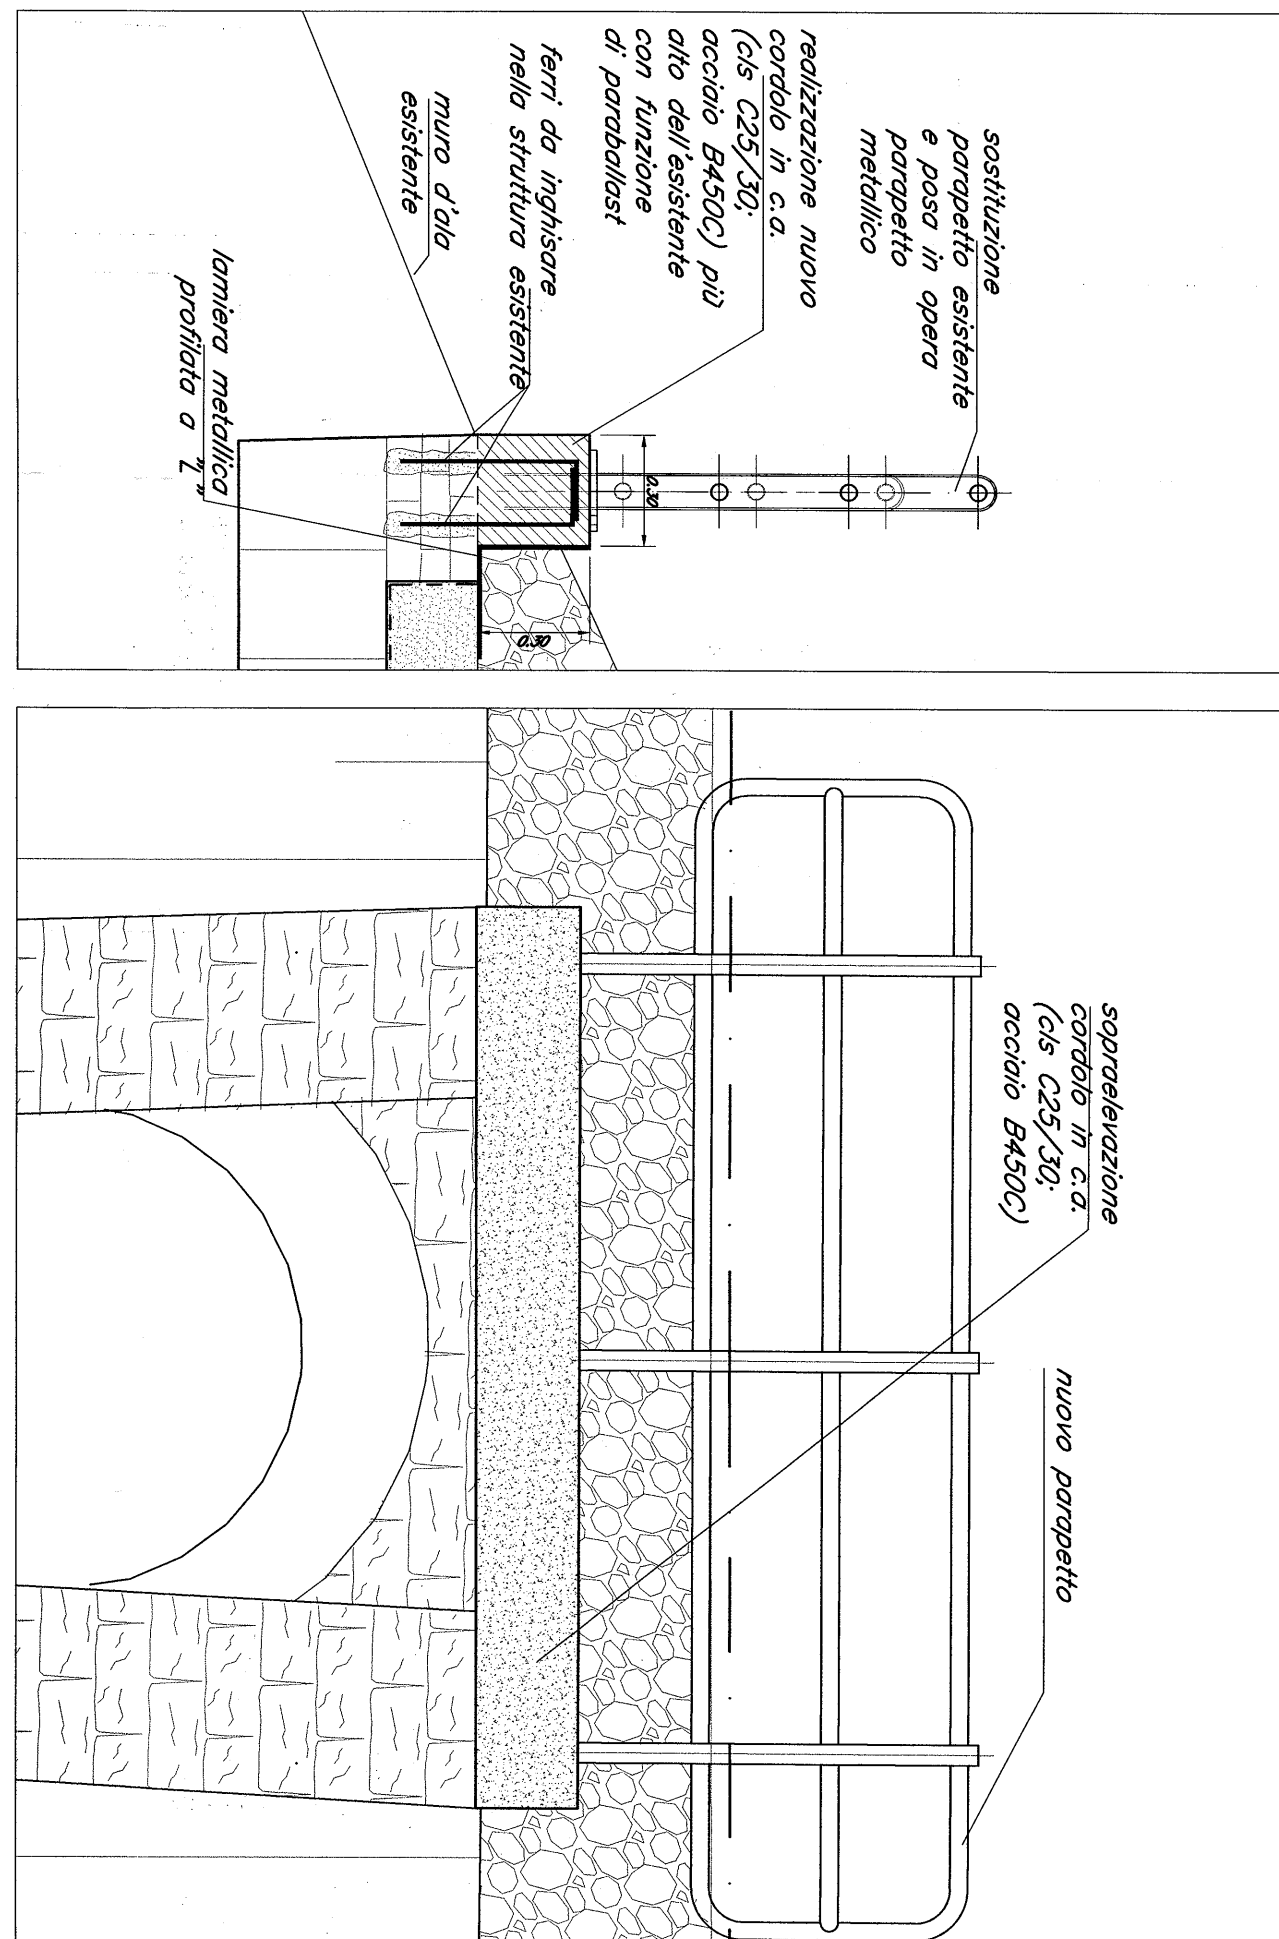 sostituzione
parapetto esistente
e posa in opera
parapetto
metallico
realizzazione nuovo
cordolo in c.a.
(cls C25/30;
acciaio B450C) più
alto dell'esistente
con funzione
di paraballast
ferri da inghisare
nella struttura esistente
muro d'ala
esistente
lamiera metallica
profilata a "L"
0.30
0.30
sopraelevazione
cordolo in c.a.
(cls C25/30;
acciaio B450C)
nuovo parapetto